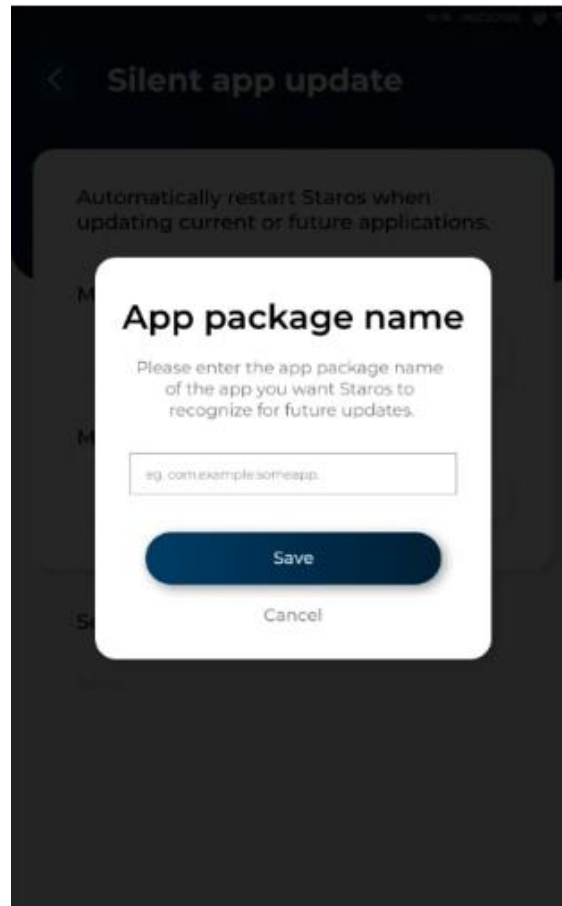 Silent app update
Automatically restart Staros when
updating current or future applications.
M
App package name
Please enter the app package name
of the app you want Staros to
recognize for future updates.
M
eg. com.example.someapp.
Save
Cancel
Se